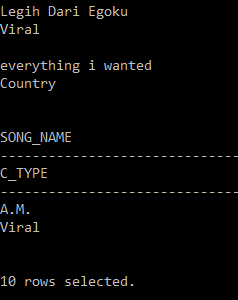 Legih Dari Egoku
Viral
everything i wanted
Country
SONG_NAME
------------------------------
C_TYPE
------------------------------
A.M.
Viral
10 rows selected.